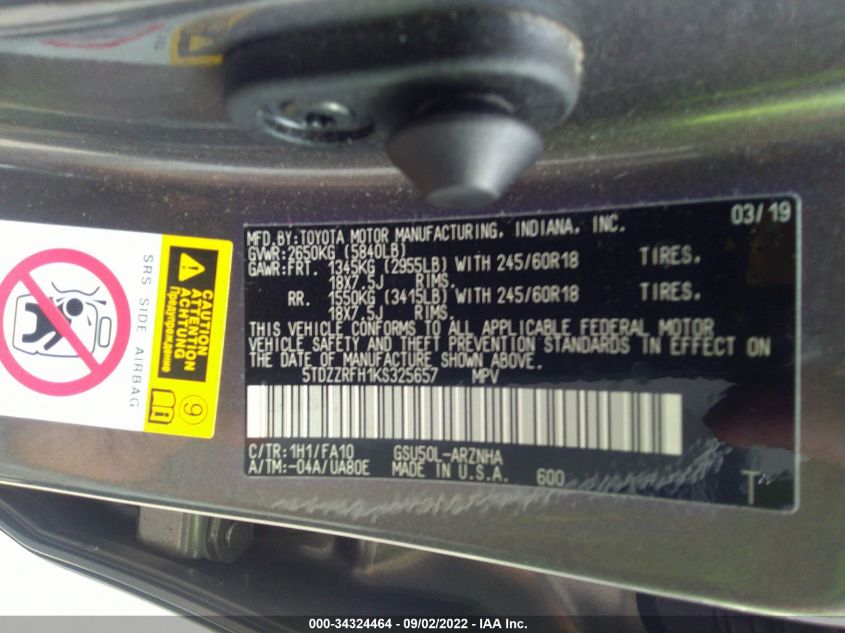 03/19
MFD.BY:TOYOTA MOTOR MANUFACTURING, INDIANA, INC.
GVWR:2650KG (5840LB)
GAWR:FRT. 1345KG (2955LB) WITH 245/60R18 TIRES.
18X7.5J RIMS.
RR. 1550KG (3415LB) WITH 245/60R18 TIRES.
18X7.5J RIMS.
THIS VEHICLE CONFORMS TO ALL APPLICABLE FEDERAL MOTOR
VEHICLE SAFETY AND THEFT PREVENTION STANDARDS IN EFFECT ON
THE DATE OF MANUFACTURE SHOWN ABOVE.
5TDZZRFH1KS325657 MPV
C/TR:1H1/FA10 GSU50L-ARZNHA
A/TM:-04A/UA80E MADE IN U.S.A. 600
T
SRS SIDE AIRBAG
CAUTION
ATTENTION
ACHTUNG
Предупреждение
9
000-34324464 - 09/02/2022 - IAA Inc.